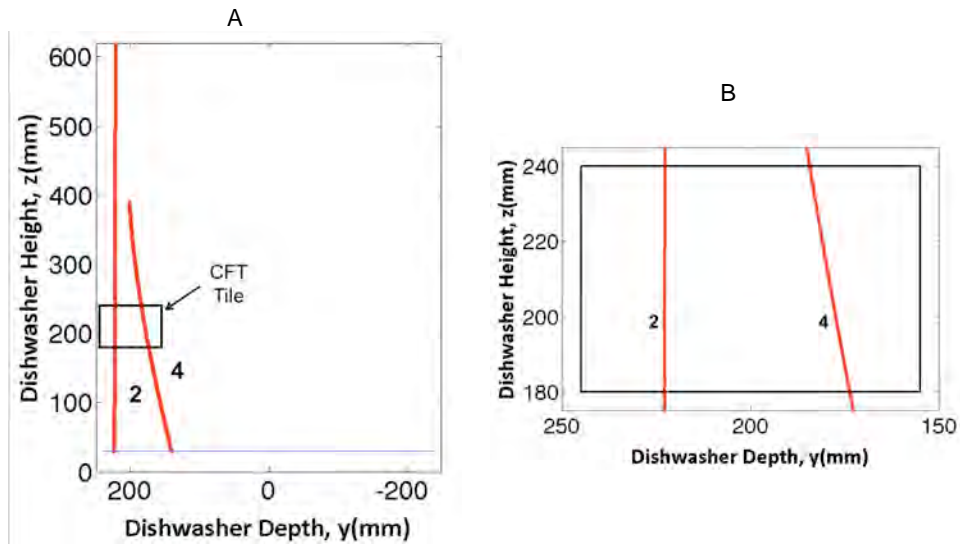 A
600
500
400
300
200
100
0
Dishwasher Height, z(mm)
CFT
Tile
2
4
200
0
-200
Dishwasher Depth, y(mm)
B
240
220
200
180
Dishwasher Height, z(mm)
2
4
250
200
150
Dishwasher Depth, y(mm)